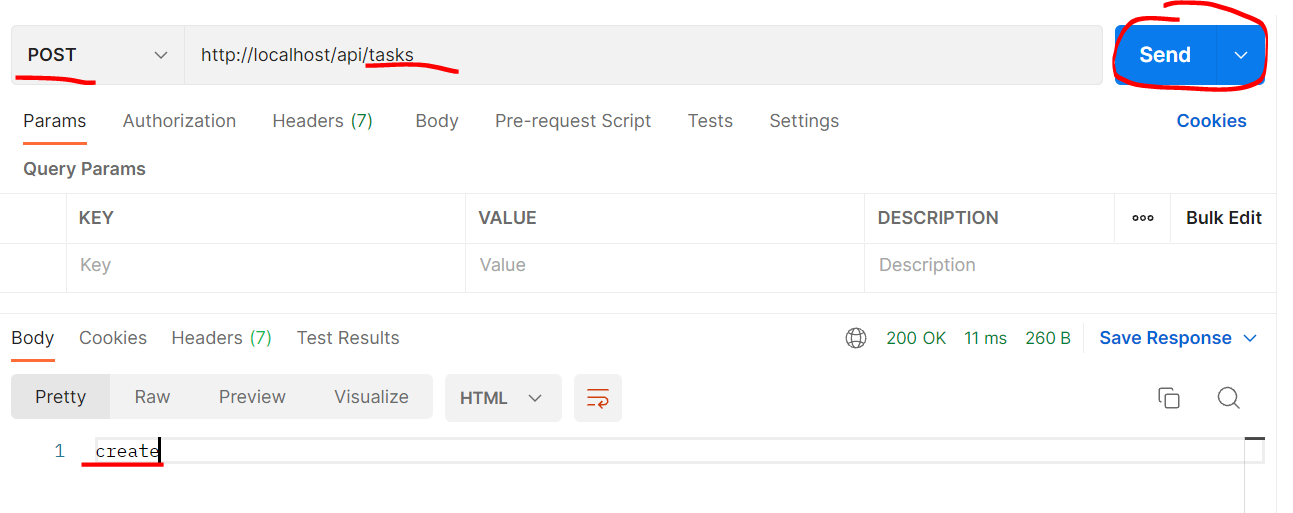 POST http://localhost/api/tasks Send
Params Authorization Headers (7) Body Pre-request Script Tests Settings Cookies
Query Params
KEY VALUE DESCRIPTION ooo Bulk Edit
Key Value Description
Body Cookies Headers (7) Test Results 200 OK 11 ms 260 B Save Response
Pretty Raw Preview Visualize HTML
1 create